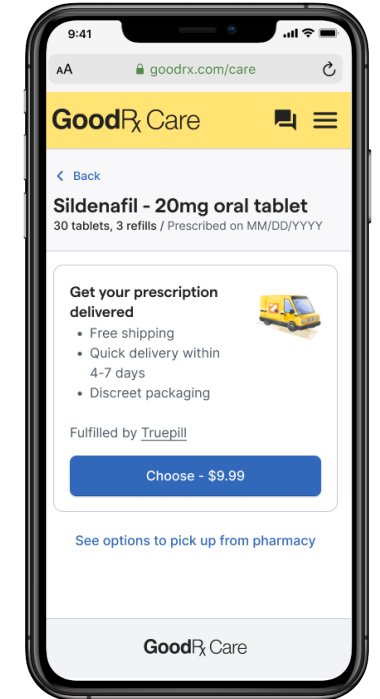 9:41
AA goodrx.com/care
GoodRx Care
Back
Sildenafil - 20mg oral tablet
30 tablets, 3 refills / Prescribed on MM/DD/YYYY
Get your prescription
delivered
• Free shipping
• Quick delivery within
4-7 days
• Discreet packaging
Fulfilled by Truepill
Choose - $9.99
See options to pick up from pharmacy
GoodRx Care